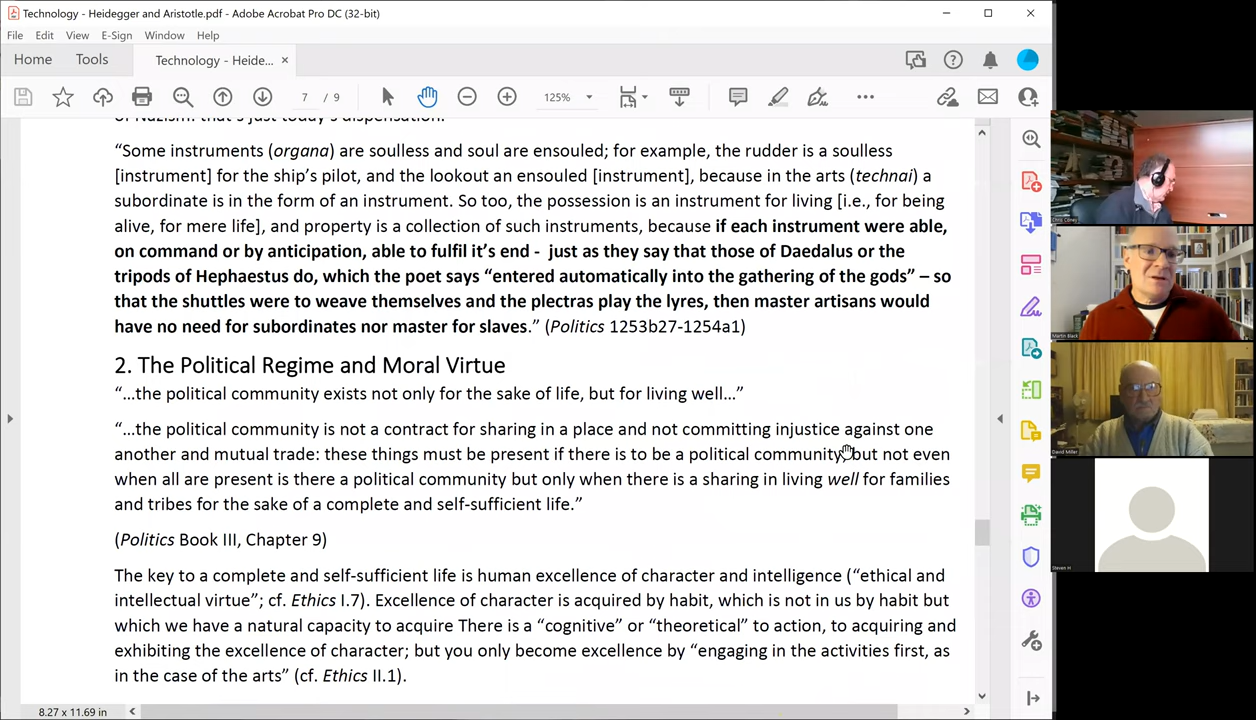 Technology - Heidegger and Aristotle.pdf - Adobe Acrobat Pro DC (32-bit)
File Edit View E-Sign Window Help
Home Tools Technology - Heide... ×
7 / 9 125%
of Nazism: that's just today's dispensation.
“Some instruments (organa) are soulless and soul are ensouled; for example, the rudder is a soulless
[instrument] for the ship’s pilot, and the lookout an ensouled [instrument], because in the arts (technai) a
subordinate is in the form of an instrument. So too, the possession is an instrument for living [i.e., for being
alive, for mere life], and property is a collection of such instruments, because if each instrument were able,
on command or by anticipation, able to fulfil it’s end - just as they say that those of Daedalus or the
tripods of Hephaestus do, which the poet says “entered automatically into the gathering of the gods” – so
that the shuttles were to weave themselves and the plectras play the lyres, then master artisans would
have no need for subordinates nor master for slaves.” (Politics 1253b27-1254a1)
2. The Political Regime and Moral Virtue
“...the political community exists not only for the sake of life, but for living well...”
“...the political community is not a contract for sharing in a place and not committing injustice against one
another and mutual trade: these things must be present if there is to be a political community, but not even
when all are present is there a political community but only when there is a sharing in living well for families
and tribes for the sake of a complete and self-sufficient life.”
(Politics Book III, Chapter 9)
The key to a complete and self-sufficient life is human excellence of character and intelligence (“ethical and
intellectual virtue”; cf. Ethics I.7). Excellence of character is acquired by habit, which is not in us by habit but
which we have a natural capacity to acquire There is a “cognitive” or “theoretical” to action, to acquiring and
exhibiting the excellence of character; but you only become excellence by “engaging in the activities first, as
in the case of the arts” (cf. Ethics II.1).
8.27 x 11.69 in
Martin Black
David Miller
Steven H